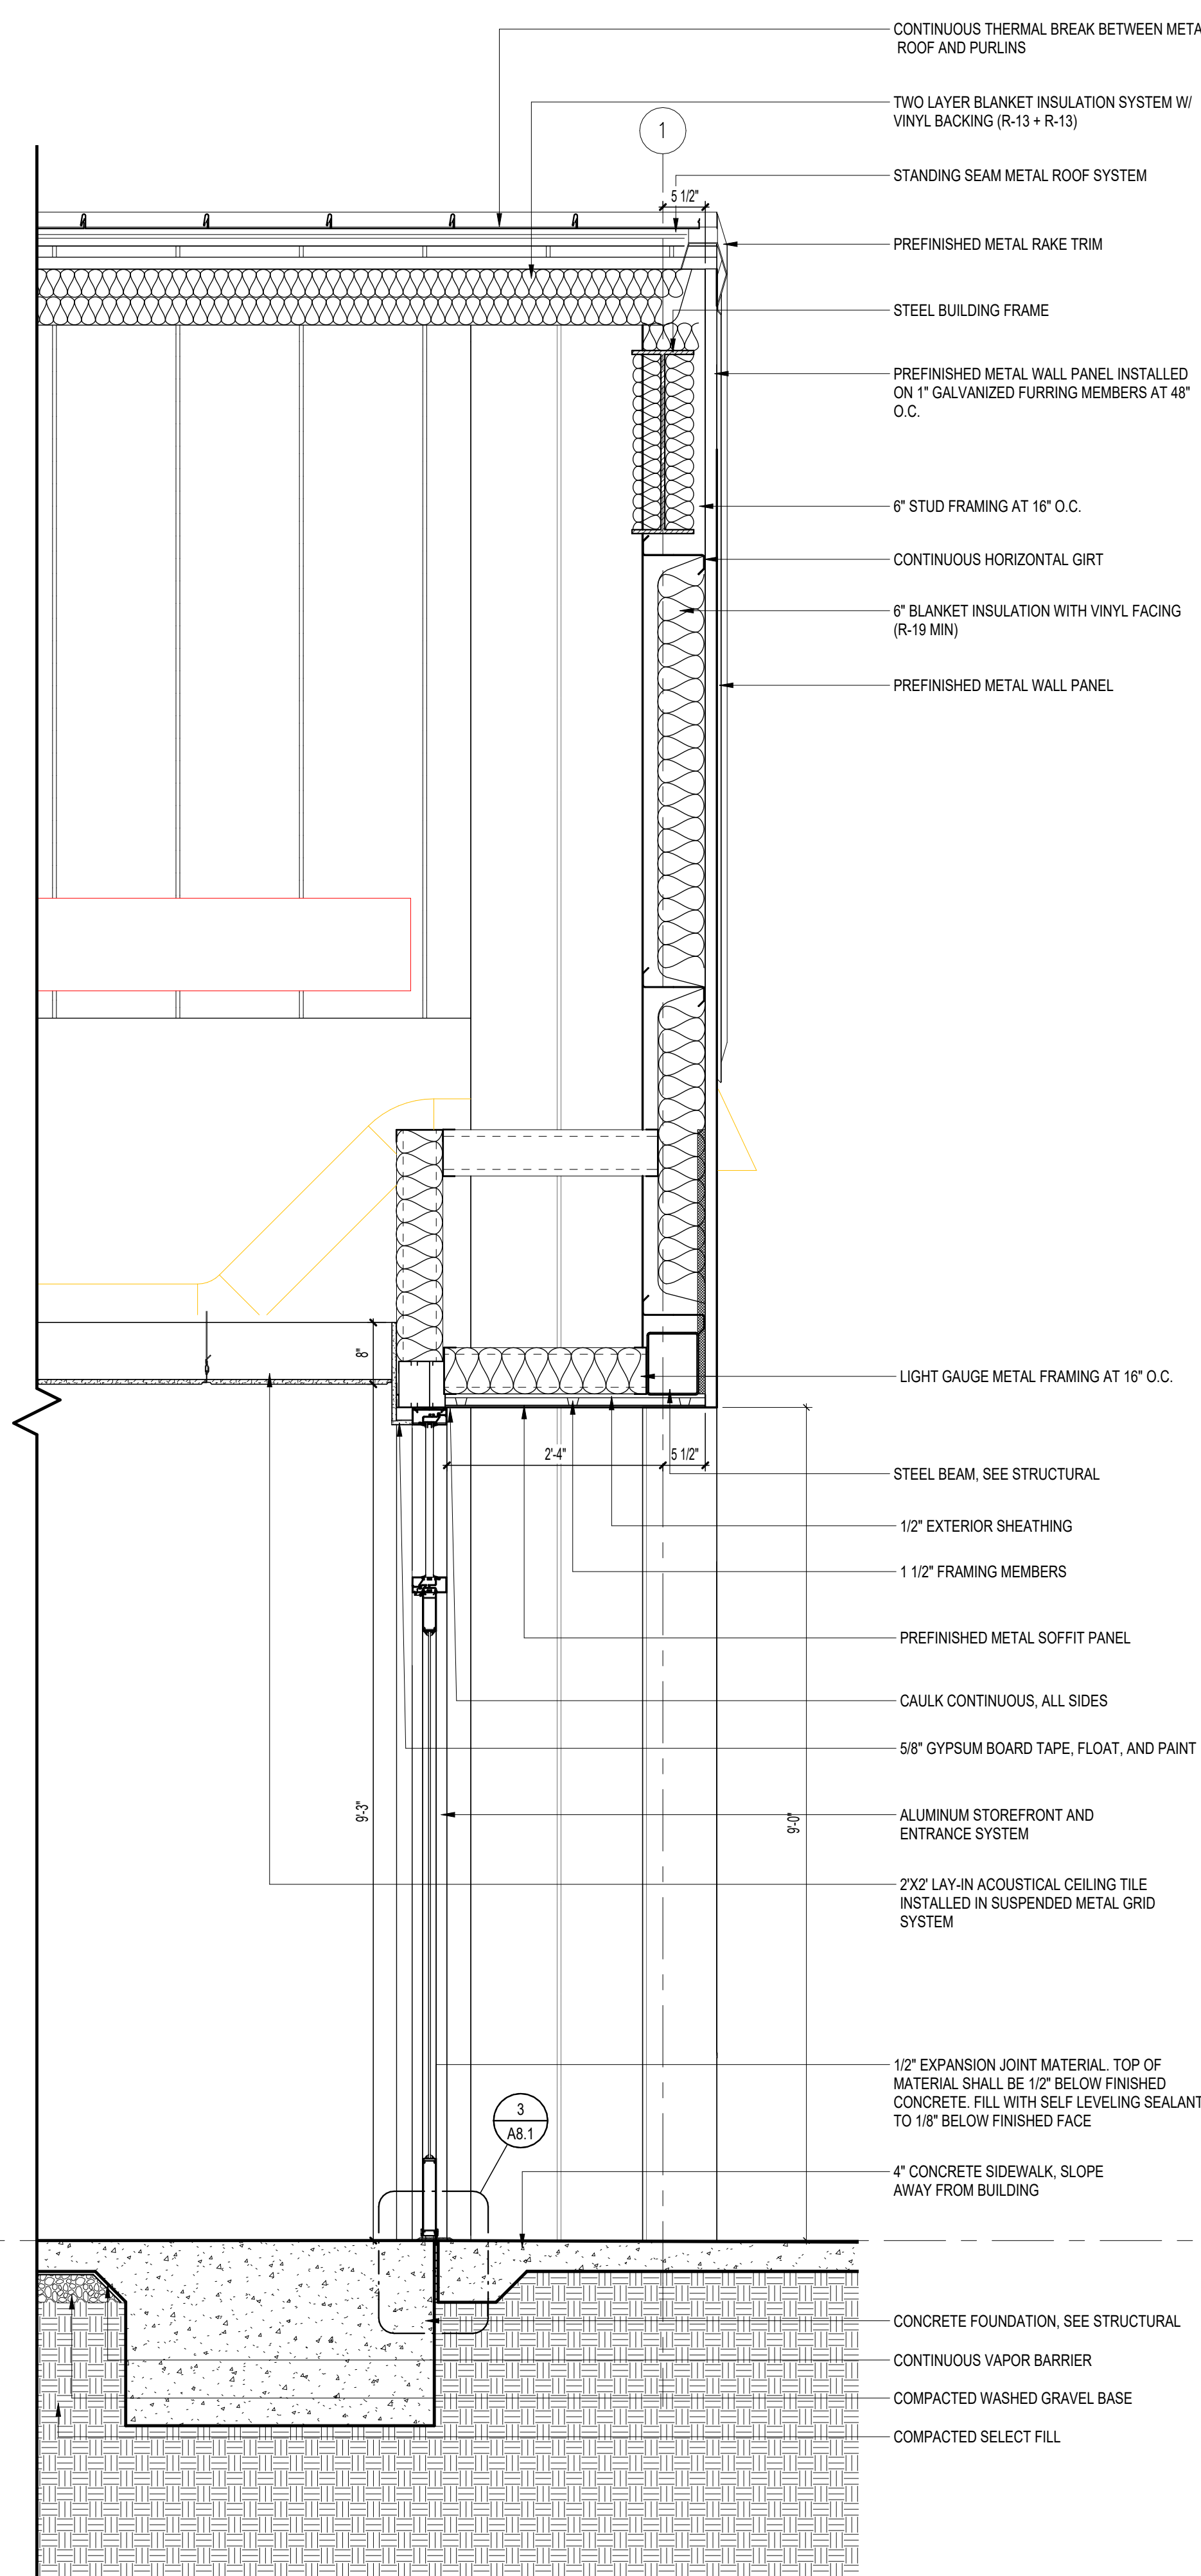 CONTINUOUS THERMAL BREAK BETWEEN META
ROOF AND PURLINS
TWO LAYER BLANKET INSULATION SYSTEM W/
VINYL BACKING (R-13 + R-13)
1
STANDING SEAM METAL ROOF SYSTEM
5 1/2"
PREFINISHED METAL RAKE TRIM
STEEL BUILDING FRAME
PREFINISHED METAL WALL PANEL INSTALLED
ON 1" GALVANIZED FURRING MEMBERS AT 48"
O.C.
6" STUD FRAMING AT 16" O.C.
CONTINUOUS HORIZONTAL GIRT
6" BLANKET INSULATION WITH VINYL FACING
(R-19 MIN)
PREFINISHED METAL WALL PANEL
8"
LIGHT GAUGE METAL FRAMING AT 16" O.C.
2'-4"
5 1/2"
STEEL BEAM, SEE STRUCTURAL
1/2" EXTERIOR SHEATHING
1 1/2" FRAMING MEMBERS
PREFINISHED METAL SOFFIT PANEL
CAULK CONTINUOUS, ALL SIDES
5/8" GYPSUM BOARD TAPE, FLOAT, AND PAINT
9'-3"
9'-0"
ALUMINUM STOREFRONT AND
ENTRANCE SYSTEM
2'X2' LAY-IN ACOUSTICAL CEILING TILE
INSTALLED IN SUSPENDED METAL GRID
SYSTEM
1/2" EXPANSION JOINT MATERIAL. TOP OF
MATERIAL SHALL BE 1/2" BELOW FINISHED
CONCRETE. FILL WITH SELF LEVELING SEALANT
TO 1/8" BELOW FINISHED FACE
3
A8.1
4" CONCRETE SIDEWALK, SLOPE
AWAY FROM BUILDING
CONCRETE FOUNDATION, SEE STRUCTURAL
CONTINUOUS VAPOR BARRIER
COMPACTED WASHED GRAVEL BASE
COMPACTED SELECT FILL